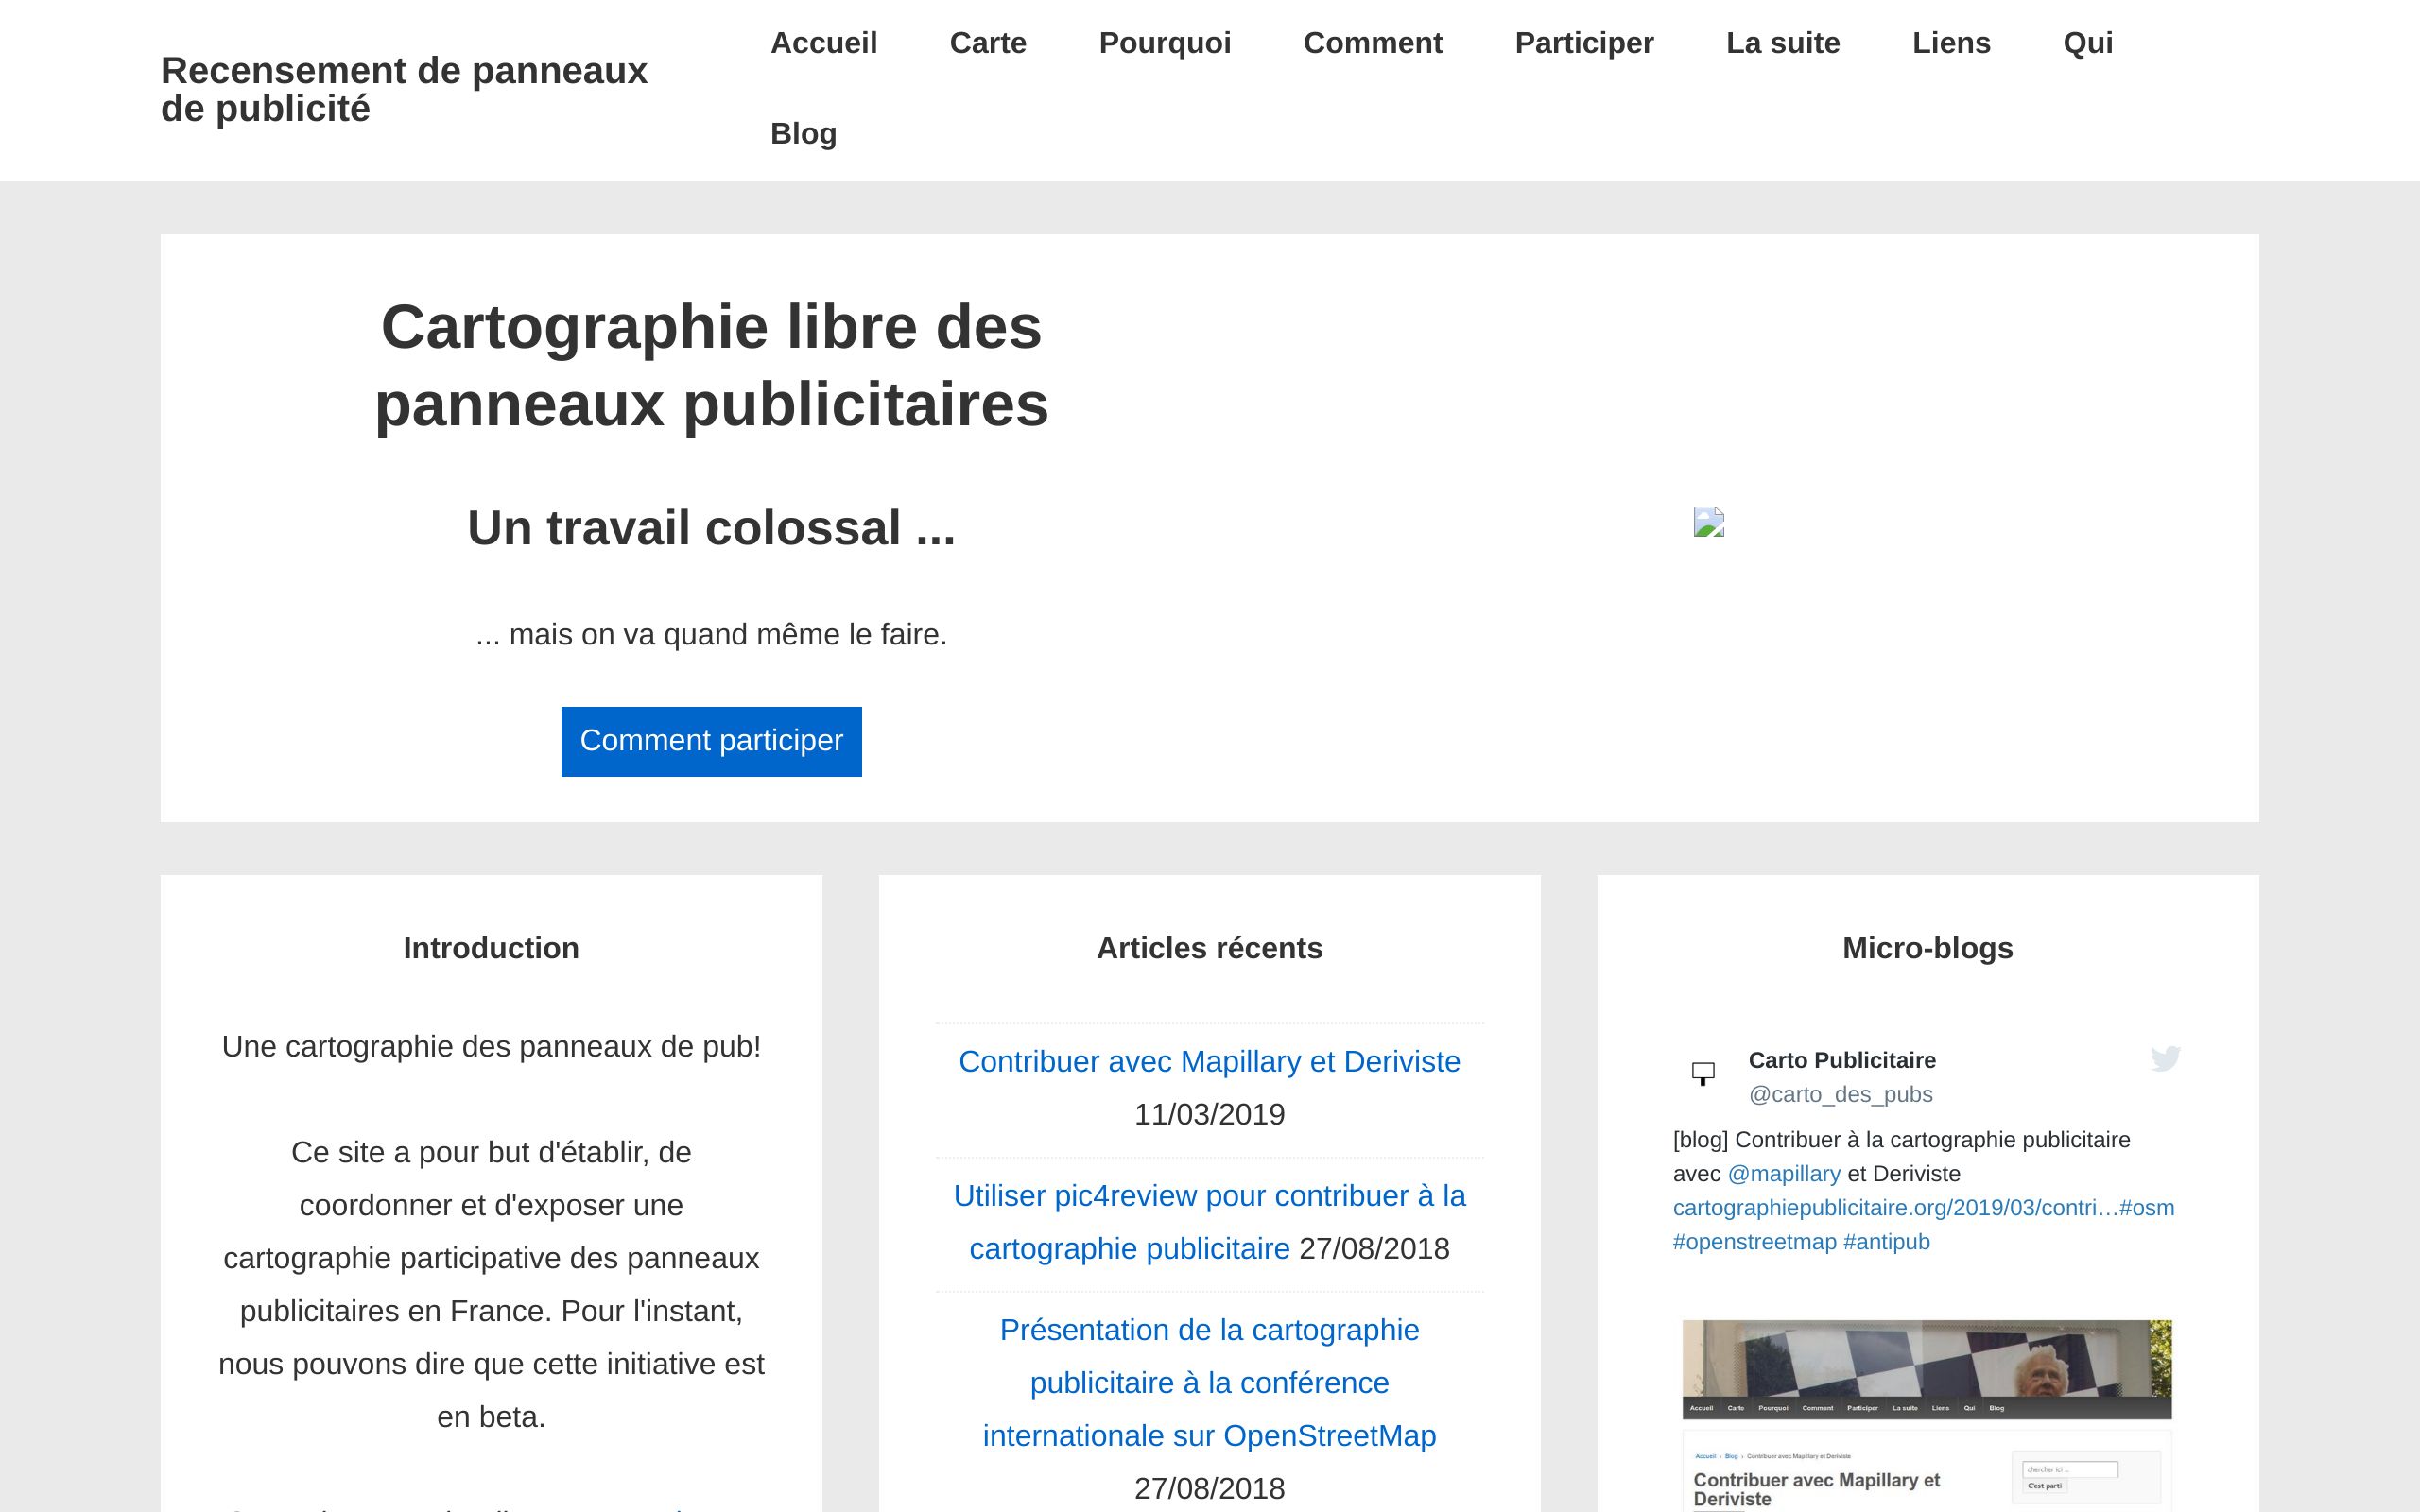 Recensement de panneaux
de publicité
Accueil Carte Pourquoi Comment Participer La suite Liens Qui
Blog
Cartographie libre des
panneaux publicitaires
Un travail colossal ...
... mais on va quand même le faire.
Comment participer
Introduction
Une cartographie des panneaux de pub!
Ce site a pour but d'établir, de
coordonner et d'exposer une
cartographie participative des panneaux
publicitaires en France. Pour l'instant,
nous pouvons dire que cette initiative est
en beta.
Articles récents
Contribuer avec Mapillary et Deriviste
11/03/2019
Utiliser pic4review pour contribuer à la
cartographie publicitaire 27/08/2018
Présentation de la cartographie
publicitaire à la conférence
internationale sur OpenStreetMap
27/08/2018
Micro-blogs
Carto Publicitaire
@carto_des_pubs
[blog] Contribuer à la cartographie publicitaire
avec @mapillary et Deriviste
cartographiepublicitaire.org/2019/03/contri…#osm
#openstreetmap #antipub
Accueil Carte Pourquoi Comment Participer La suite Liens Qui Blog
Accueil › Blog › Contribuer avec Mapillary et Deriviste
chercher ici ...
C'est parti
Contribuer avec Mapillary et
Deriviste